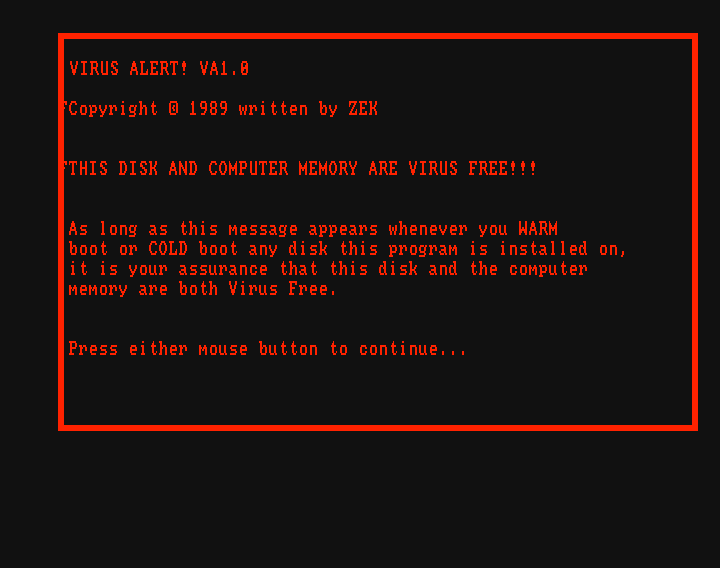 VIRUS ALERT! VA1.0
Copyright © 1989 written by ZEK
THIS DISK AND COMPUTER MEMORY ARE VIRUS FREE!!!
As long as this message appears whenever you WARM
boot or COLD boot any disk this program is installed on,
it is your assurance that this disk and the computer
memory are both Virus Free.
Press either mouse button to continue...